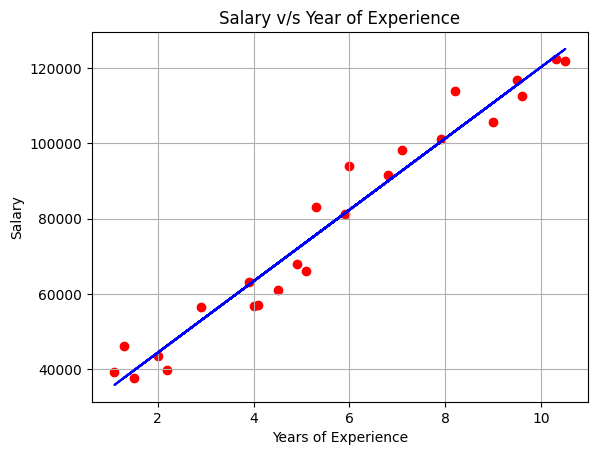 Salary v/s Year of Experience
120000
100000
80000
60000
40000
Salary
2 4 6 8 10
Years of Experience